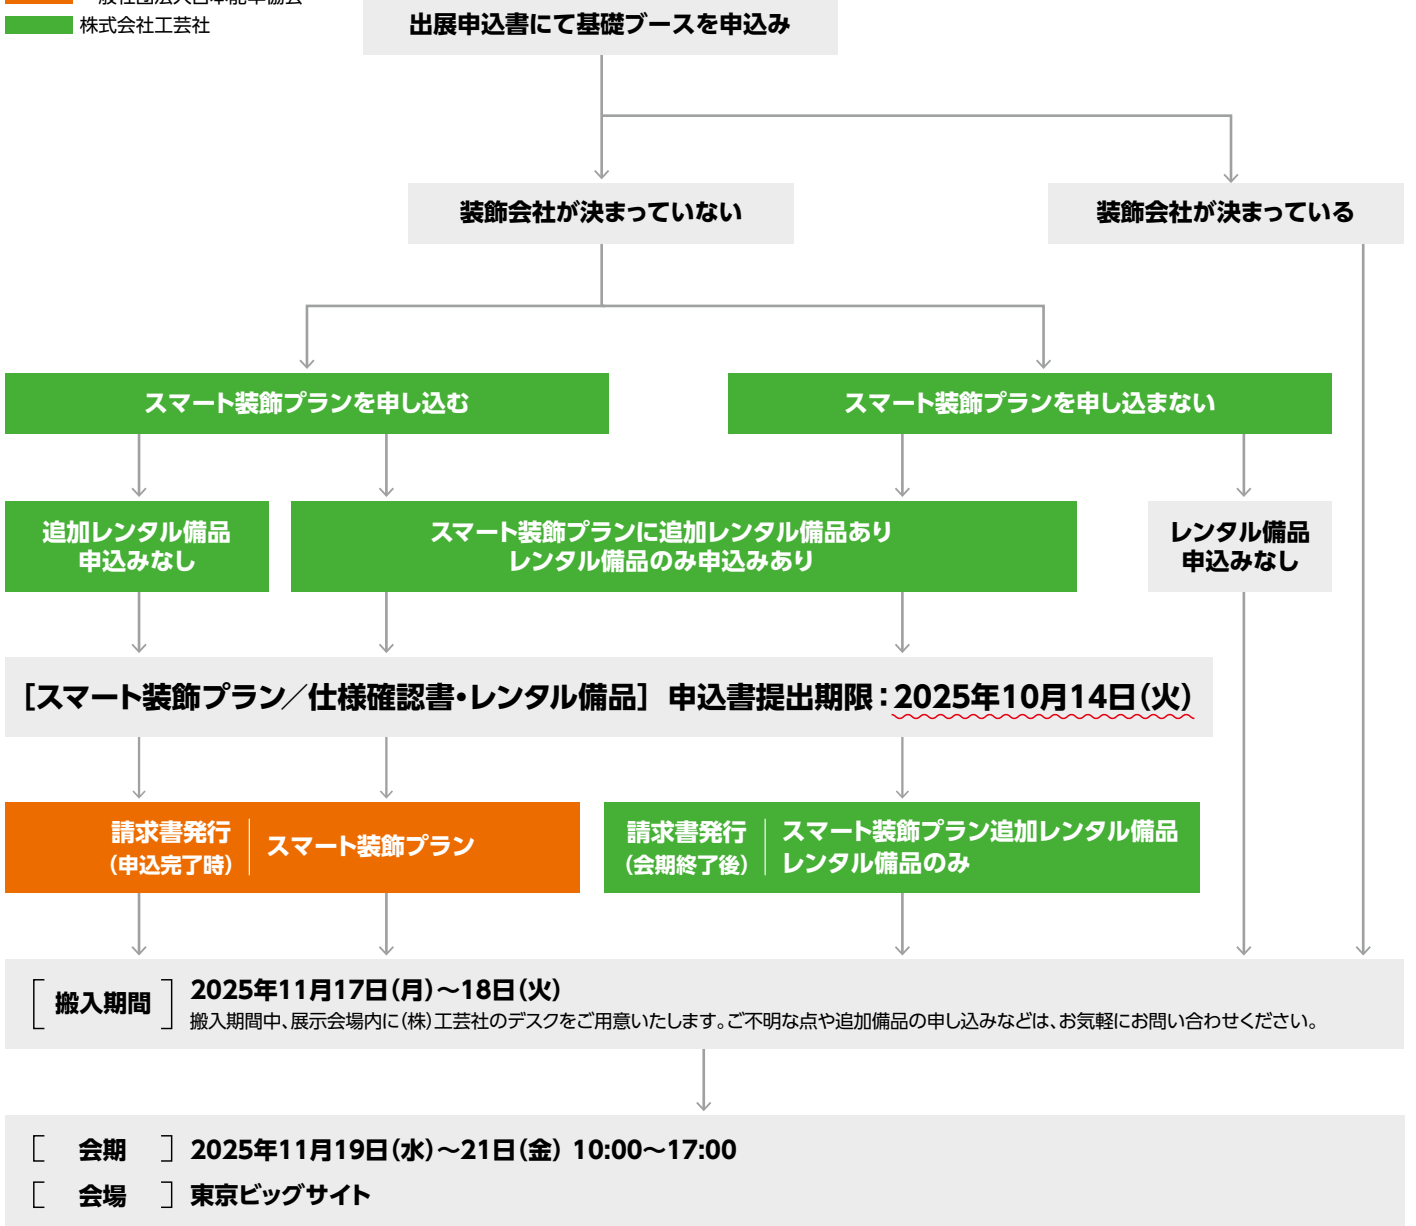 株式会社工芸社
出展申込書にて基礎ブースを申込み
装飾会社が決まっていない
装飾会社が決まっている
スマート装飾プランを申し込む
スマート装飾プランを申し込まない
追加レンタル備品
申込みなし
スマート装飾プランに追加レンタル備品あり
レンタル備品のみ申込みあり
レンタル備品
申込みなし
[スマート装飾プラン／仕様確認書・レンタル備品] 申込書提出期限：2025年10月14日(火)
請求書発行
(申込完了時)
スマート装飾プラン
請求書発行
(会期終了後)
スマート装飾プラン追加レンタル備品
レンタル備品のみ
[搬入期間] 2025年11月17日(月)～18日(火)
搬入期間中、展示会場内に(株)工芸社のデスクをご用意いたします。ご不明な点や追加備品の申し込みなどは、お気軽にお問い合わせください。
[会期] 2025年11月19日(水)～21日(金) 10:00～17:00
[会場] 東京ビッグサイト